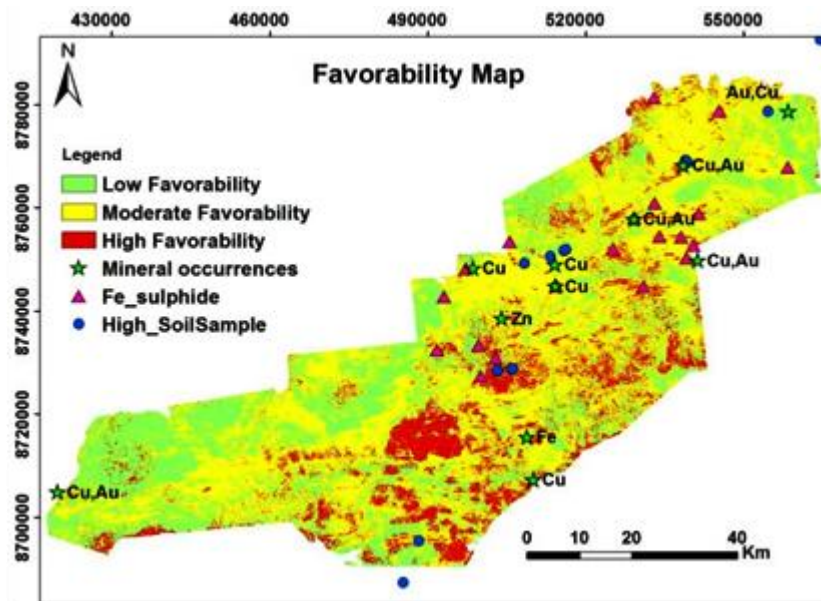 430000 460000 490000 520000 550000
N
Favorability Map
8780000
8760000
8740000
8720000
8700000
Legend
Low Favorability
Moderate Favorability
High Favorability
Mineral occurrences
Fe_sulphide
High_SoilSample
Au,Cu
Cu,Au
Cu,Au
Cu,Au
Cu
Cu
Cu
Zn
Fe
Cu
Cu,Au
0 10 20 30 40
Km